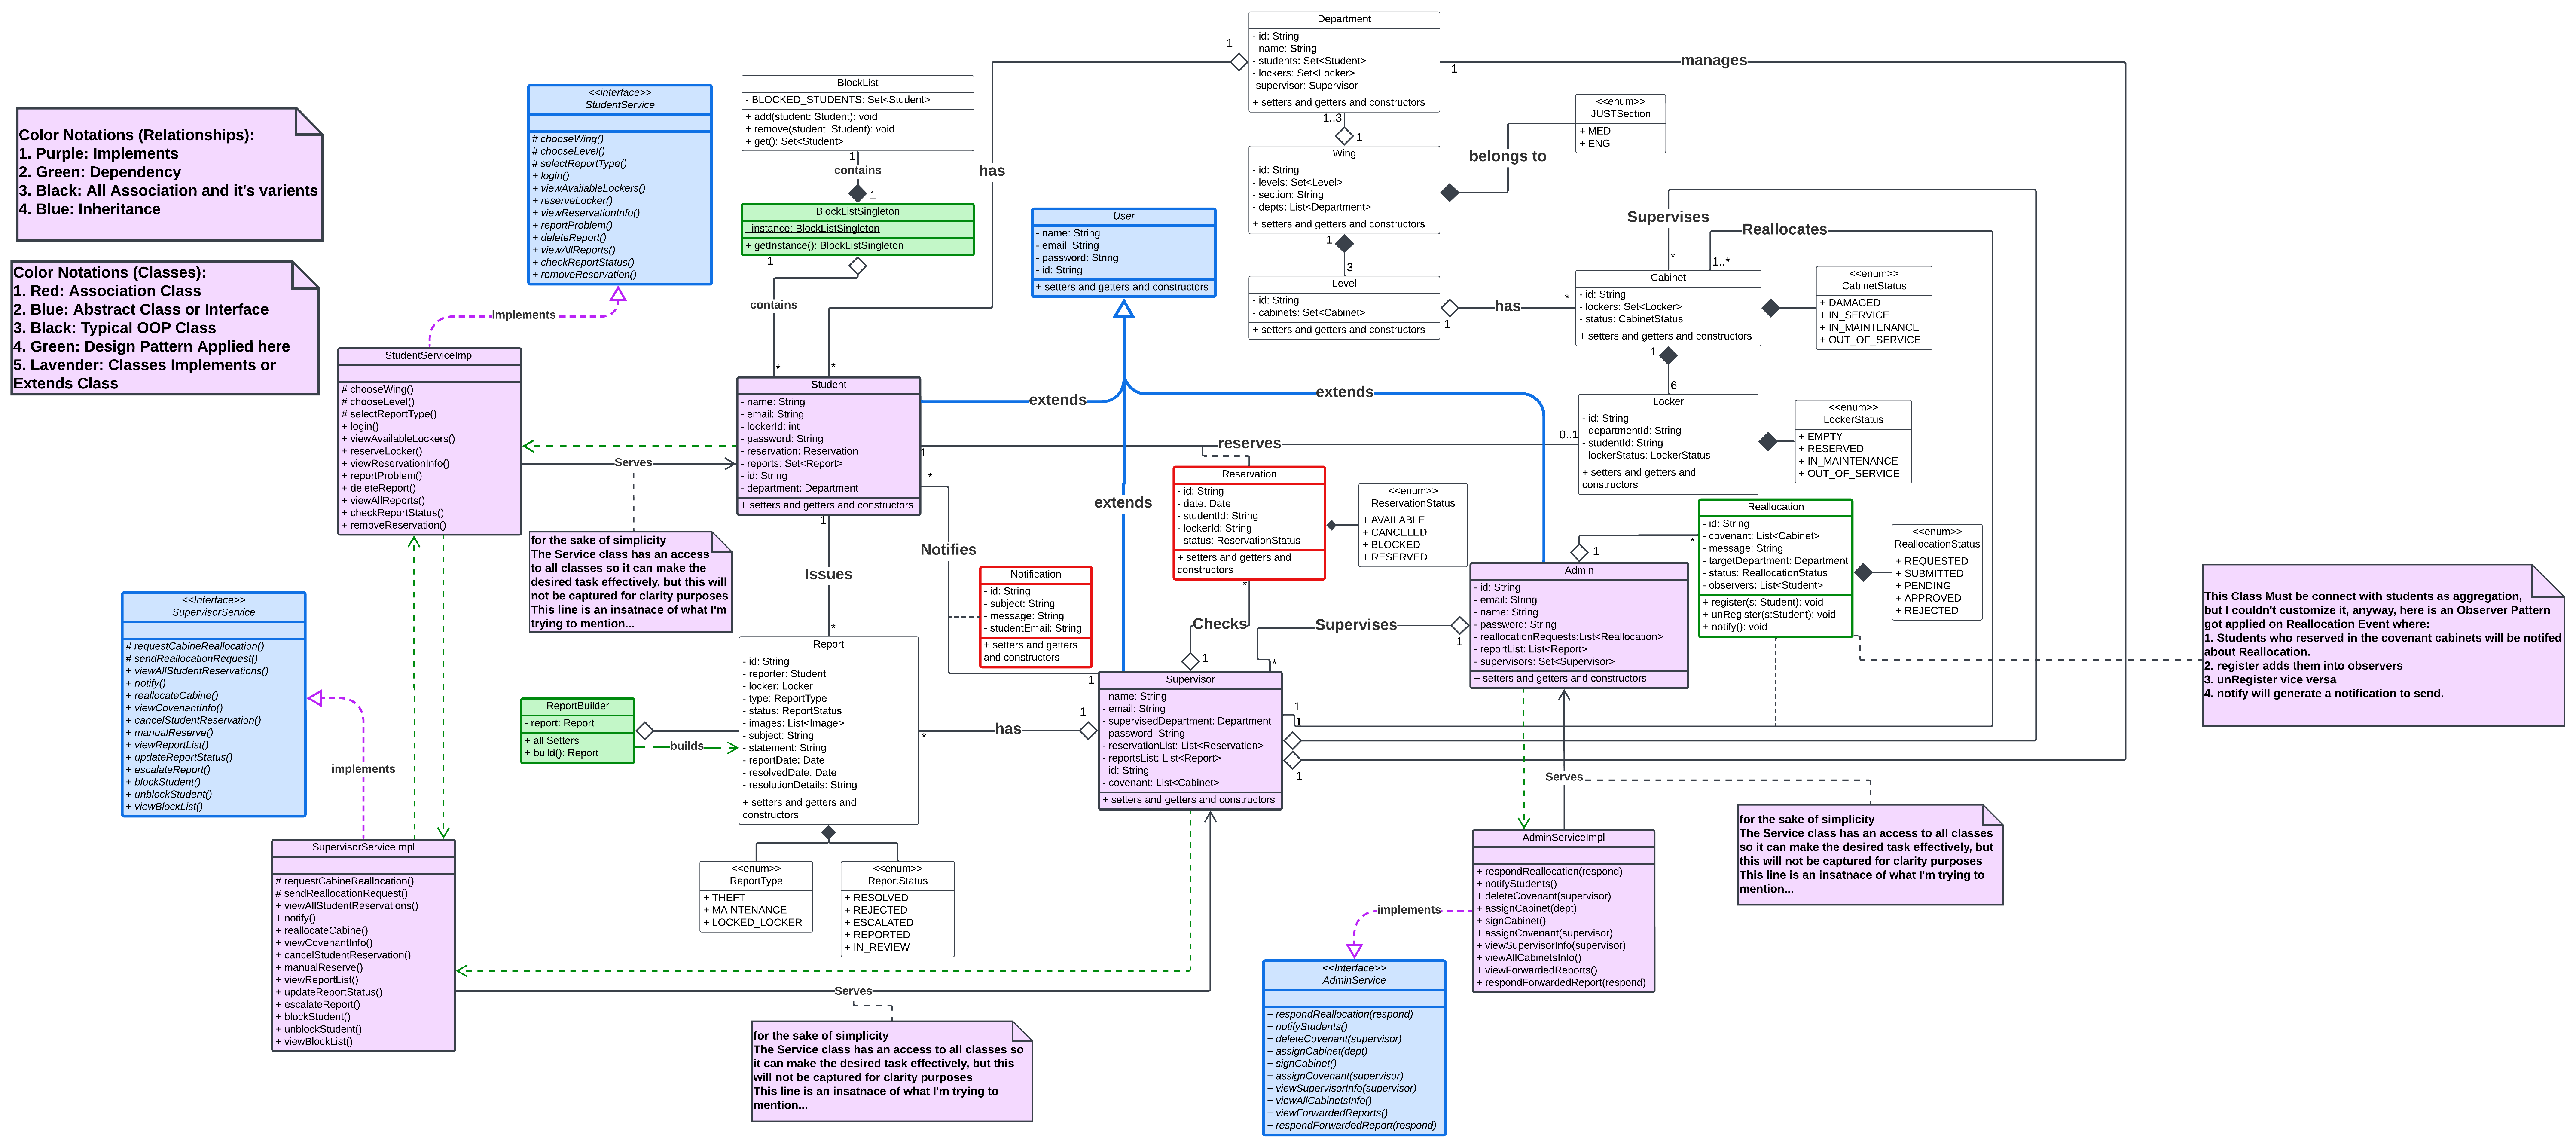 Color Notations (Relationships):
1. Purple: Implements
2. Green: Dependency
3. Black: All Association and it's varients
4. Blue: Inheritance
Color Notations (Classes):
1. Red: Association Class
2. Blue: Abstract Class or Interface
3. Black: Typical OOP Class
4. Green: Design Pattern Applied here
5. Lavender: Classes Implements or
Extends Class
<<interface>>
StudentService
# chooseWing()
# chooseLevel()
# selectReportType()
+ login()
+ viewAvailableLockers()
+ reserveLocker()
+ viewReservationInfo()
+ reportProblem()
+ deleteReport()
+ viewAllReports()
+ checkReportStatus()
+ removeReservation()
implements
StudentServiceImpl
# chooseWing()
# chooseLevel()
# selectReportType()
+ login()
+ viewAvailableLockers()
+ reserveLocker()
+ viewReservationInfo()
+ reportProblem()
+ deleteReport()
+ viewAllReports()
+ checkReportStatus()
+ removeReservation()
Serves
for the sake of simplicity
The Service class has an access
to all classes so it can make the
desired task effectively, but this will
not be captured for clarity purposes
This line is an insatnace of what I'm
trying to mention...
<<Interface>>
SupervisorService
# requestCabineReallocation()
# sendReallocationRequest()
+ viewAllStudentReservations()
+ notify()
+ reallocateCabine()
+ viewCovenantInfo()
+ cancelStudentReservation()
+ manualReserve()
+ viewReportList()
+ updateReportStatus()
+ escalateReport()
+ blockStudent()
+ unblockStudent()
+ viewBlockList()
implements
SupervisorServiceImpl
# requestCabineReallocation()
# sendReallocationRequest()
+ viewAllStudentReservations()
+ notify()
+ reallocateCabine()
+ viewCovenantInfo()
+ cancelStudentReservation()
+ manualReserve()
+ viewReportList()
+ updateReportStatus()
+ escalateReport()
+ blockStudent()
+ unblockStudent()
+ viewBlockList()
Serves
for the sake of simplicity
The Service class has an access to all classes so
it can make the desired task effectively, but this
will not be captured for clarity purposes
This line is an insatnace of what I'm trying to
mention...
BlockList
- BLOCKED_STUDENTS: Set<Student>
+ add(student: Student): void
+ remove(student: Student): void
+ get(): Set<Student>
1
contains
1
BlockListSingleton
- instance: BlockListSingleton
+ getInstance(): BlockListSingleton
1
contains
*
has
1
*
Student
- name: String
- email: String
- lockerId: int
- password: String
- reservation: Reservation
- reports: Set<Report>
- id: String
- department: Department
+ setters and getters and constructors
1
Issues
*
Report
- id: String
- reporter: Student
- locker: Locker
- type: ReportType
- status: ReportStatus
- images: List<Image>
- subject: String
- statement: String
- reportDate: Date
- resolvedDate: Date
- resolutionDetails: String
+ setters and getters and
constructors
ReportBuilder
- report: Report
+ all Setters
+ build(): Report
builds
<<enum>>
ReportType
+ THEFT
+ MAINTENANCE
+ LOCKED_LOCKER
<<enum>>
ReportStatus
+ RESOLVED
+ REJECTED
+ ESCALATED
+ REPORTED
+ IN_REVIEW
User
- name: String
- email: String
- password: String
- id: String
+ setters and getters and constructors
extends
extends
extends
1
reserves
0..1
*
Notifies
1
Notification
- id: String
- subject: String
- message: String
- studentEmail: String
+ setters and getters
and constructors
Reservation
- id: String
- date: Date
- studentId: String
- lockerId: String
- status: ReservationStatus
+ setters and getters and
constructors
<<enum>>
ReservationStatus
+ AVAILABLE
+ CANCELED
+ BLOCKED
+ RESERVED
*
Checks
1
Supervises
1
*
*
has
1
Supervisor
- name: String
- email: String
- supervisedDepartment: Department
- password: String
- reservationList: List<Reservation>
- reportsList: List<Report>
- id: String
- covenant: List<Cabinet>
+ setters and getters and constructors
1
1
1
Department
- id: String
- name: String
- students: Set<Student>
- lockers: Set<Locker>
-supervisor: Supervisor
+ setters and getters and constructors
1
manages
1..3
1
Wing
- id: String
- levels: Set<Level>
- section: String
- depts: List<Department>
+ setters and getters and constructors
belongs to
<<enum>>
JUSTSection
+ MED
+ ENG
1
3
Level
- id: String
- cabinets: Set<Cabinet>
+ setters and getters and constructors
1
has
*
Supervises
*
Reallocates
1..*
Cabinet
- id: String
- lockers: Set<Locker>
- status: CabinetStatus
+ setters and getters and constructors
<<enum>>
CabinetStatus
+ DAMAGED
+ IN_SERVICE
+ IN_MAINTENANCE
+ OUT_OF_SERVICE
1
6
Locker
- id: String
- departmentId: String
- studentId: String
- lockerStatus: LockerStatus
+ setters and getters and
constructors
<<enum>>
LockerStatus
+ EMPTY
+ RESERVED
+ IN_MAINTENANCE
+ OUT_OF_SERVICE
Reallocation
- id: String
- covenant: List<Cabinet>
- message: String
- targetDepartment: Department
- status: ReallocationStatus
- observers: List<Student>
+ register(s: Student): void
+ unRegister(s:Student): void
+ notify(): void
<<enum>>
ReallocationStatus
+ REQUESTED
+ SUBMITTED
+ PENDING
+ APPROVED
+ REJECTED
1
*
Admin
- id: String
- email: String
- name: String
- password: String
- reallocationRequests:List<Reallocation>
- reportList: List<Report>
- supervisors: Set<Supervisor>
+ setters and getters and constructors
This Class Must be connect with students as aggregation,
but I couldn't customize it, anyway, here is an Observer Pattern
got applied on Reallocation Event where:
1. Students who reserved in the covenant cabinets will be notifed
about Reallocation.
2. register adds them into observers
3. unRegister vice versa
4. notify will generate a notification to send.
Serves
for the sake of simplicity
The Service class has an access to all classes
so it can make the desired task effectively, but
this will not be captured for clarity purposes
This line is an insatnace of what I'm trying to
mention...
AdminServiceImpl
+ respondReallocation(respond)
+ notifyStudents()
+ deleteCovenant(supervisor)
+ assignCabinet(dept)
+ signCabinet()
+ assignCovenant(supervisor)
+ viewSupervisorInfo(supervisor)
+ viewAllCabinetsInfo()
+ viewForwardedReports()
+ respondForwardedReport(respond)
implements
<<Interface>>
AdminService
+ respondReallocation(respond)
+ notifyStudents()
+ deleteCovenant(supervisor)
+ assignCabinet(dept)
+ signCabinet()
+ assignCovenant(supervisor)
+ viewSupervisorInfo(supervisor)
+ viewAllCabinetsInfo()
+ viewForwardedReports()
+ respondForwardedReport(respond)